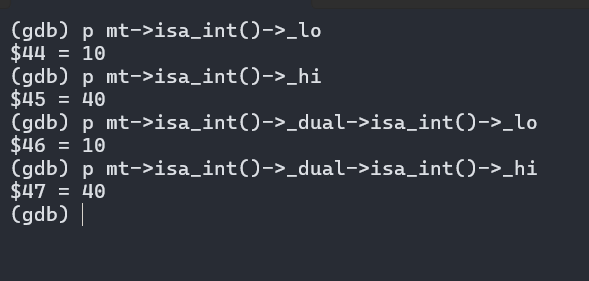 (gdb) p mt->isa_int()->_lo
$44 = 10
(gdb) p mt->isa_int()->_hi
$45 = 40
(gdb) p mt->isa_int()->_dual->isa_int()->_lo
$46 = 10
(gdb) p mt->isa_int()->_dual->isa_int()->_hi
$47 = 40
(gdb)